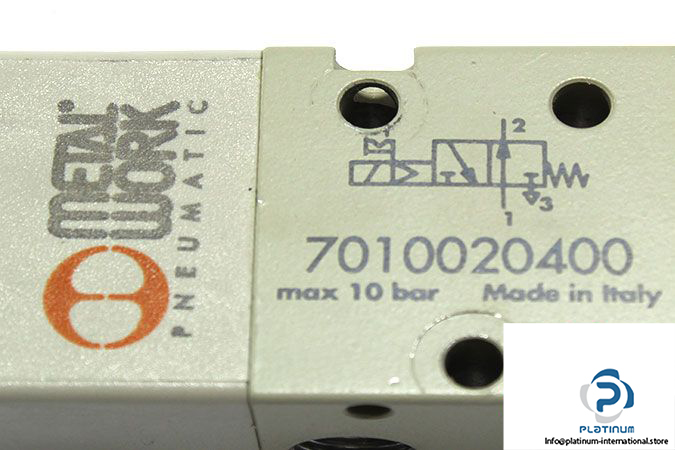 METAL
WORK
PNEUMATIC
2
1
3
7010020400
max 10 bar Made in Italy
PLATINUM
Info@platinum-international.store